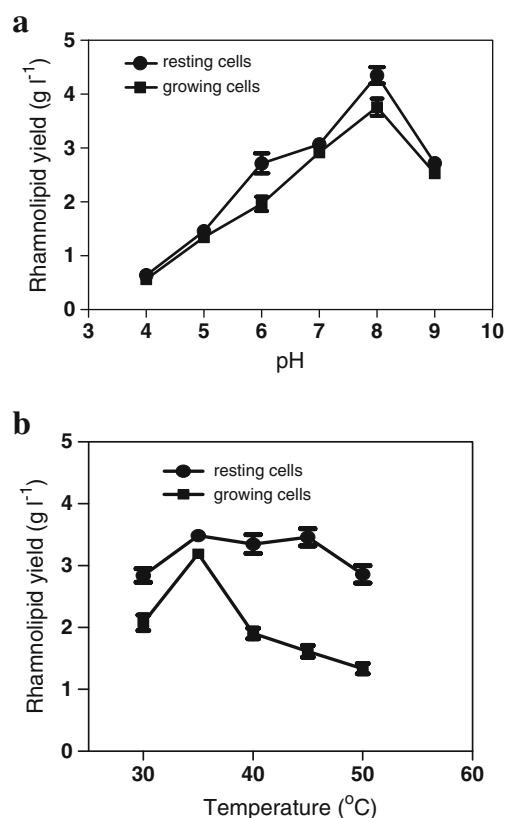 a
Rhamnolipid yield (g l⁻¹)
5
4
3
2
1
0
resting cells
growing cells
3 4 5 6 7 8 9 10
pH
b
Rhamnolipid yield (g l⁻¹)
5
4
3
2
1
0
resting cells
growing cells
30 40 50 60
Temperature (°C)